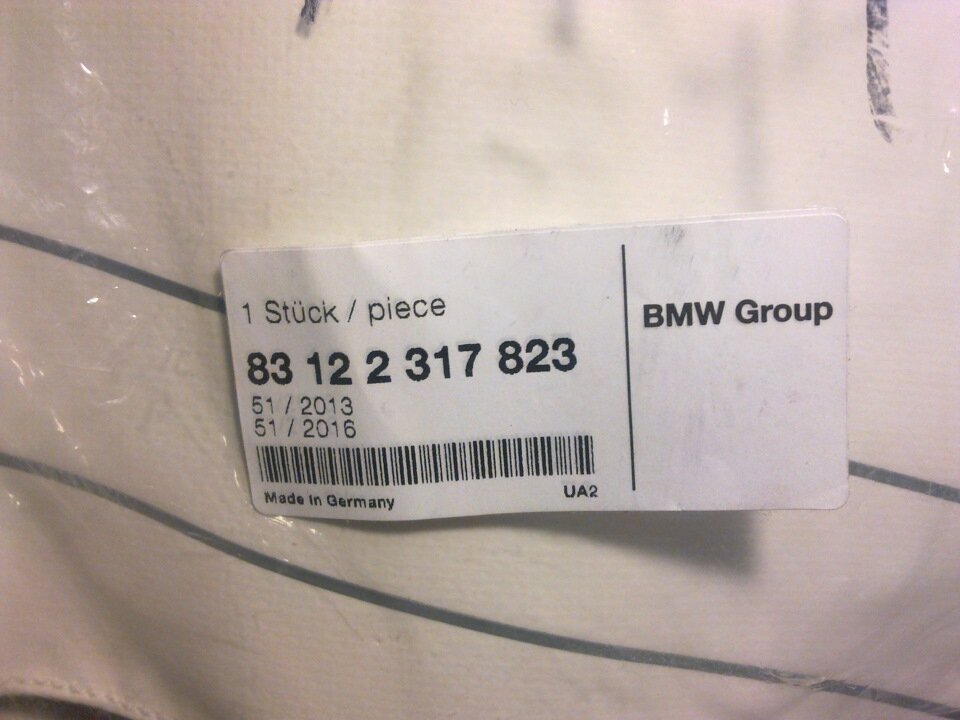 1 Stück / piece
83 12 2 317 823
51 / 2013
51 / 2016
Made in Germany
UA2
BMW Group